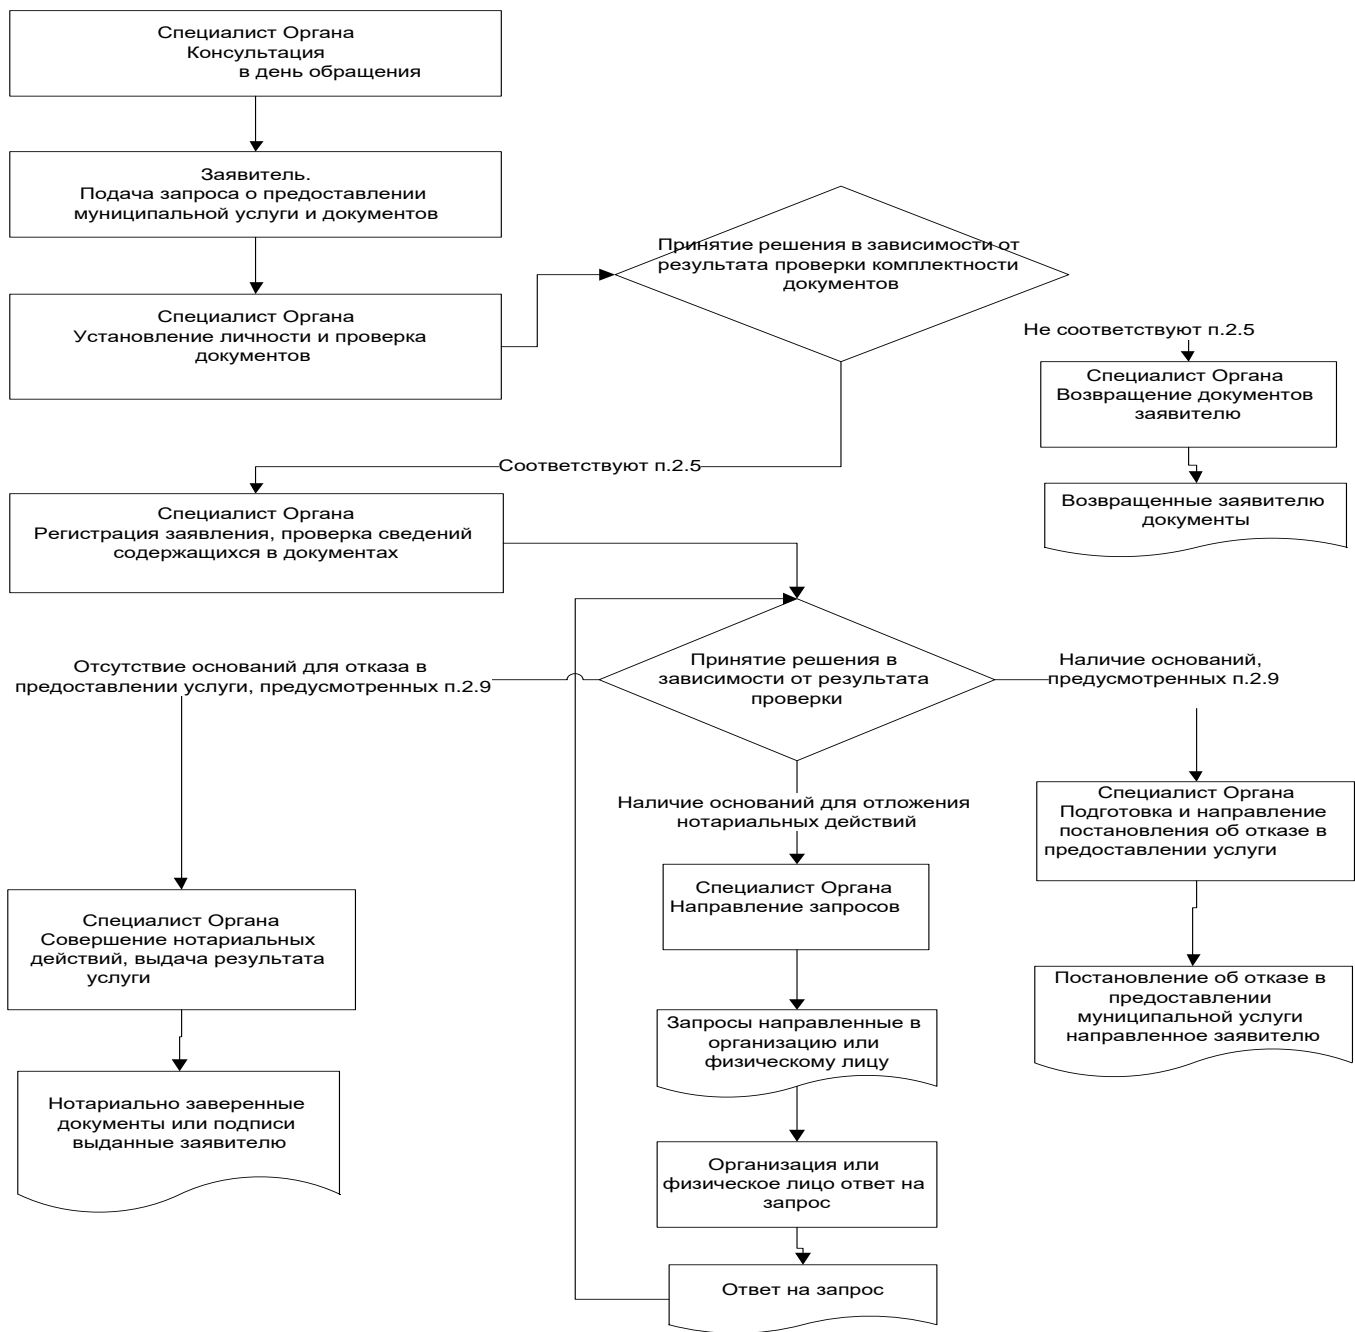 Специалист Органа
Консультация
в день обращения
Заявитель.
Подача запроса о предоставлении
муниципальной услуги и документов
Специалист Органа
Установление личности и проверка
документов
Принятие решения в зависимости от
результата проверки комплектности
документов
Не соответствуют п.2.5
Специалист Органа
Возвращение документов
заявителю
Возвращенные заявителю
документы
Соответствуют п.2.5
Специалист Органа
Регистрация заявления, проверка сведений
содержащихся в документах
Принятие решения в
зависимости от результата
проверки
Отсутствие оснований для отказа в
предоставлении услуги, предусмотренных п.2.9
Наличие оснований,
предусмотренных п.2.9
Наличие оснований для отложения
нотариальных действий
Специалист Органа
Подготовка и направление
постановления об отказе в
предоставлении услуги
Специалист Органа
Направление запросов
Специалист Органа
Совершение нотариальных
действий, выдача результата
услуги
Постановление об отказе в
предоставлении
муниципальной услуги
направленное заявителю
Запросы направленные в
организацию или
физическому лицу
Нотариально заверенные
документы или подписи
выданные заявителю
Организация или
физическое лицо ответ на
запрос
Ответ на запрос